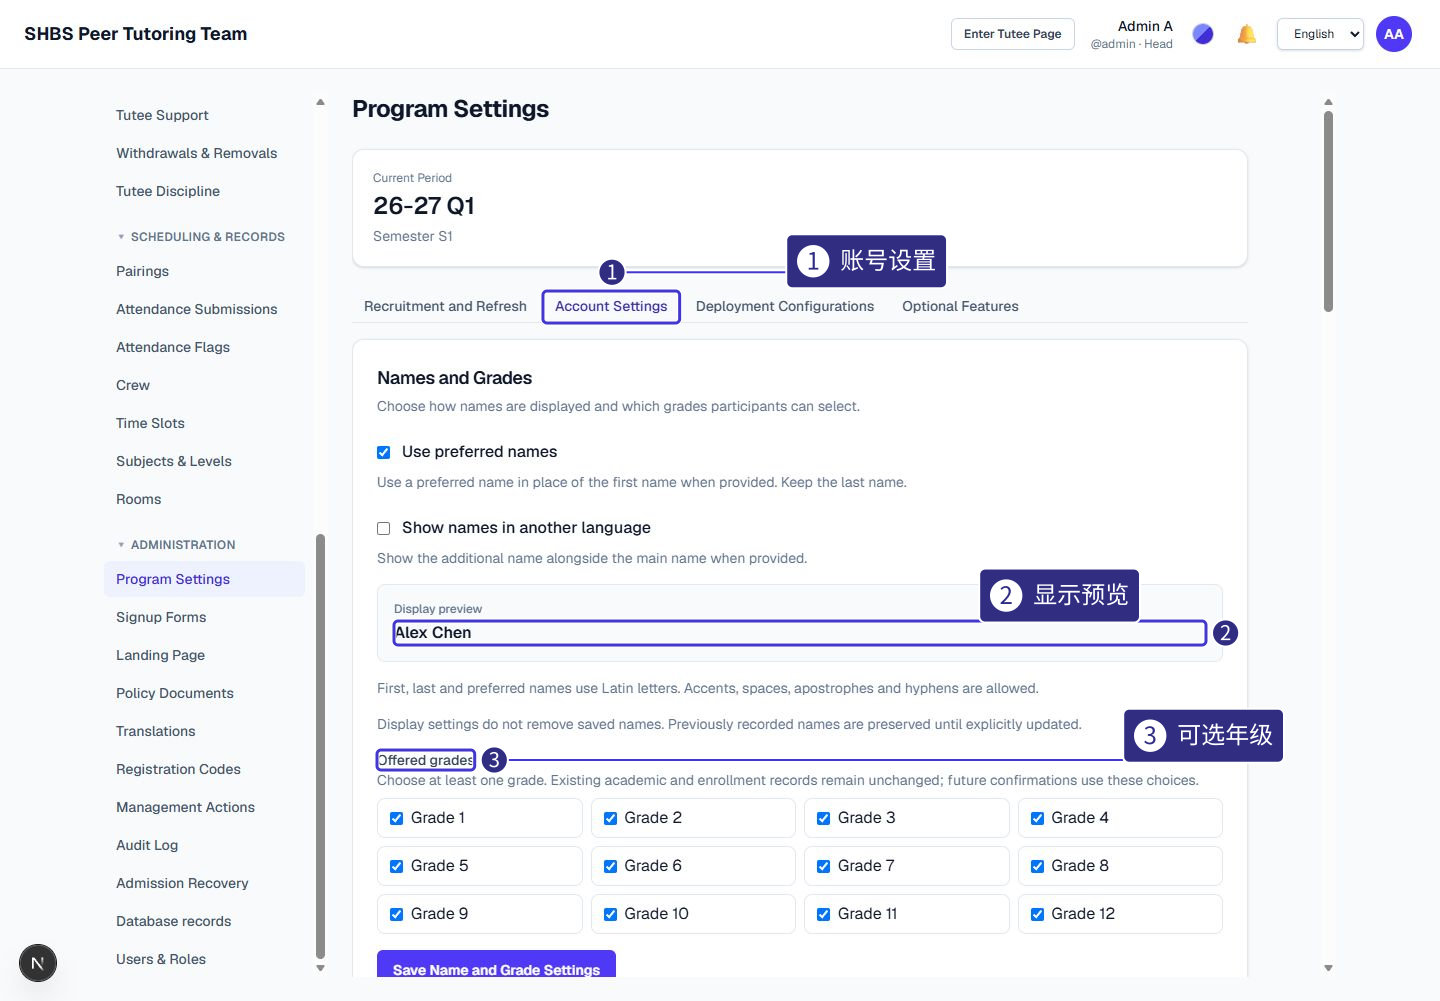 SHBS Peer Tutoring Team
Enter Tutee Page
Admin A
@admin · Head
English
AA
Tutee Support
Withdrawals & Removals
Tutee Discipline
SCHEDULING & RECORDS
Pairings
Attendance Submissions
Attendance Flags
Crew
Time Slots
Subjects & Levels
Rooms
ADMINISTRATION
Program Settings
Signup Forms
Landing Page
Policy Documents
Translations
Registration Codes
Management Actions
Audit Log
Admission Recovery
Database records
Users & Roles
N
Program Settings
Current Period
26-27 Q1
Semester S1
1
1 账号设置
Recruitment and Refresh
Account Settings
Deployment Configurations
Optional Features
Names and Grades
Choose how names are displayed and which grades participants can select.
Use preferred names
Use a preferred name in place of the first name when provided. Keep the last name.
Show names in another language
Show the additional name alongside the main name when provided.
2 显示预览
Display preview
Alex Chen
2
First, last and preferred names use Latin letters. Accents, spaces, apostrophes and hyphens are allowed.
Display settings do not remove saved names. Previously recorded names are preserved until explicitly updated.
3 可选年级
Offered grades
3
Choose at least one grade. Existing academic and enrollment records remain unchanged; future confirmations use these choices.
Grade 1
Grade 2
Grade 3
Grade 4
Grade 5
Grade 6
Grade 7
Grade 8
Grade 9
Grade 10
Grade 11
Grade 12
Save Name and Grade Settings